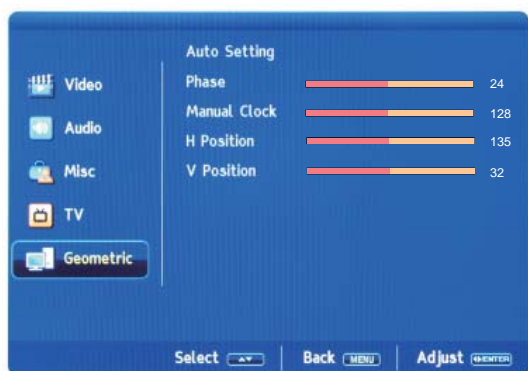 Video
Audio
Misc
TV
Geometric
Auto Setting
Phase 24
Manual Clock 128
H Position 135
V Position 32
Select Back MENU Adjust ENTER